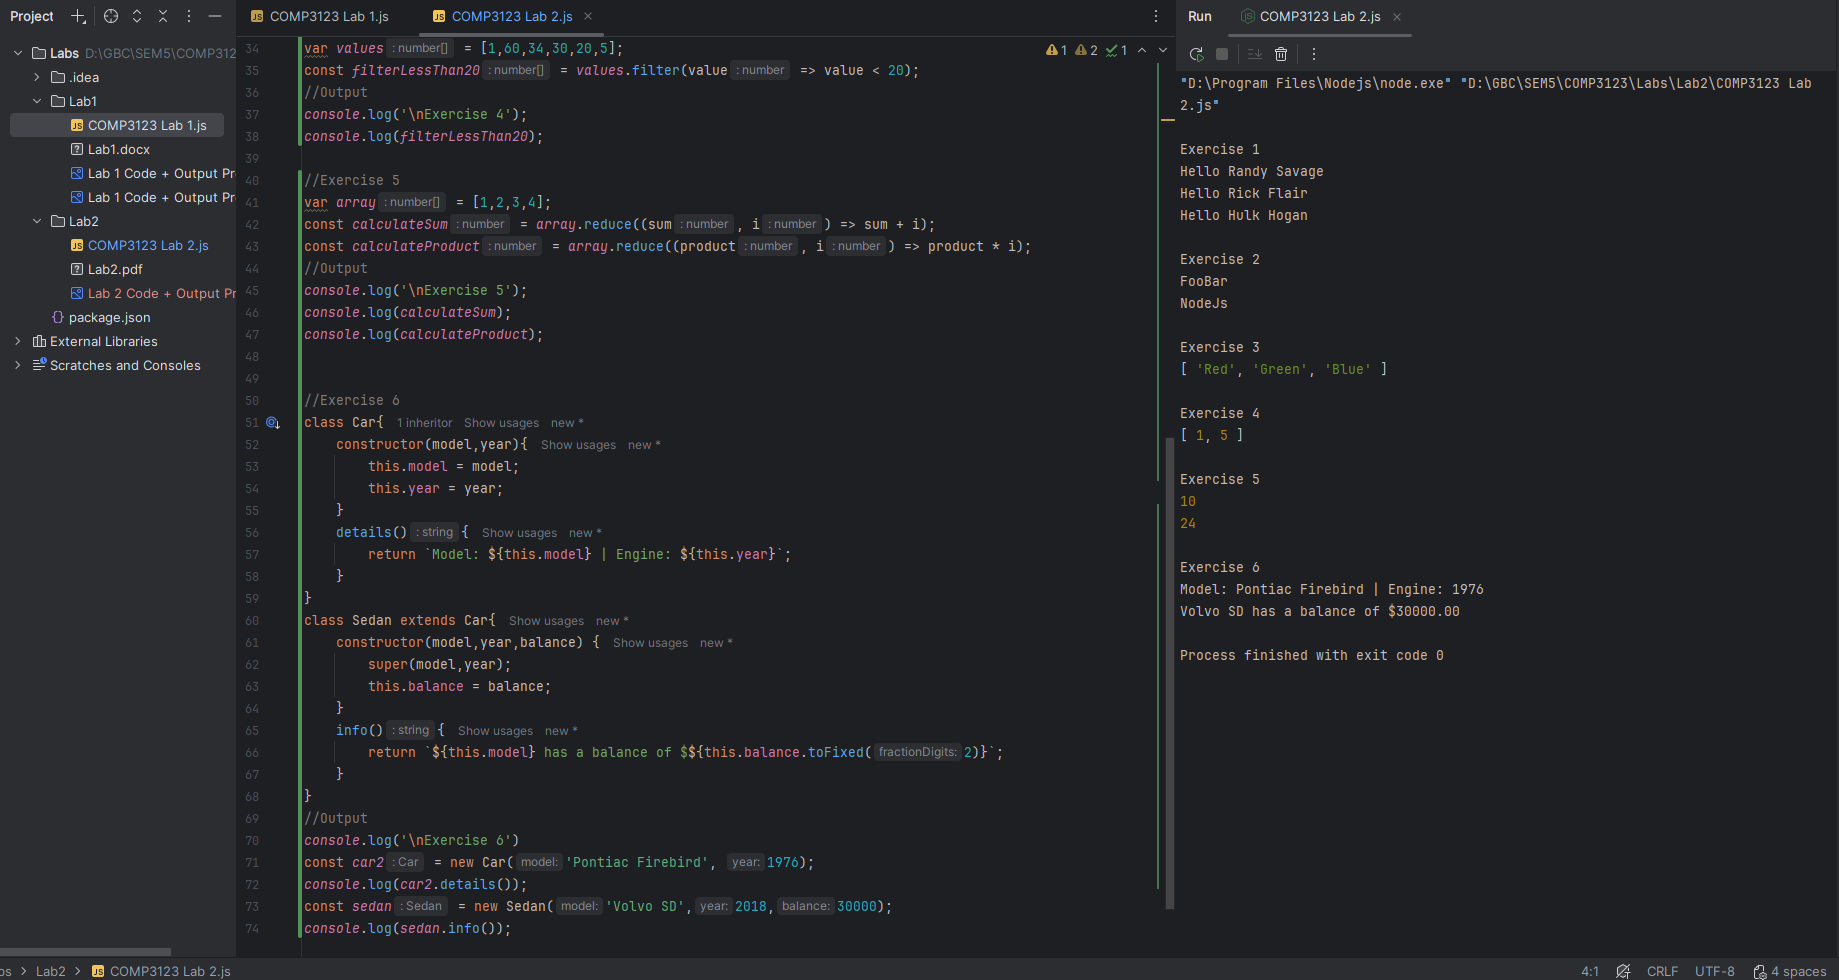 Project
Labs D:\GBC\SEM5\COMP312
.idea
Lab1
COMP3123 Lab 1.js
Lab1.docx
Lab 1 Code + Output Pr
Lab 1 Code + Output Pr
Lab2
COMP3123 Lab 2.js
Lab2.pdf
Lab 2 Code + Output Pr
package.json
External Libraries
Scratches and Consoles
COMP3123 Lab 1.js COMP3123 Lab 2.js
1 2 1
34 var values : number[] = [1,60,34,30,20,5];
35 const filterLessThan20 : number[] = values.filter(value : number => value < 20);
36 //Output
37 console.log('\nExercise 4');
38 console.log(filterLessThan20);
39
40 //Exercise 5
41 var array : number[] = [1,2,3,4];
42 const calculateSum : number = array.reduce((sum : number , i : number ) => sum + i);
43 const calculateProduct : number = array.reduce((product : number , i : number ) => product * i);
44 //Output
45 console.log('\nExercise 5');
46 console.log(calculateSum);
47 console.log(calculateProduct);
48
49
50 //Exercise 6
51 class Car{ 1 inheritor Show usages new *
52 constructor(model,year){ Show usages new *
53 this.model = model;
54 this.year = year;
55 }
56 details() : string { Show usages new *
57 return `Model: ${this.model} | Engine: ${this.year}`;
58 }
59 }
60 class Sedan extends Car{ Show usages new *
61 constructor(model,year,balance) { Show usages new *
62 super(model,year);
63 this.balance = balance;
64 }
65 info() : string { Show usages new *
66 return `${this.model} has a balance of $${this.balance.toFixed( fractionDigits: 2)}`;
67 }
68 }
69 //Output
70 console.log('\nExercise 6')
71 const car2 : Car = new Car( model: 'Pontiac Firebird', year: 1976);
72 console.log(car2.details());
73 const sedan : Sedan = new Sedan( model: 'Volvo SD', year: 2018, balance: 30000);
74 console.log(sedan.info());
Run COMP3123 Lab 2.js
"D:\Program Files\Nodejs\node.exe" "D:\GBC\SEM5\COMP3123\Labs\Lab2\COMP3123 Lab
2.js"
Exercise 1
Hello Randy Savage
Hello Rick Flair
Hello Hulk Hogan
Exercise 2
FooBar
NodeJs
Exercise 3
[ 'Red', 'Green', 'Blue' ]
Exercise 4
[ 1, 5 ]
Exercise 5
10
24
Exercise 6
Model: Pontiac Firebird | Engine: 1976
Volvo SD has a balance of $30000.00
Process finished with exit code 0
os > Lab2 > COMP3123 Lab 2.js
4:1 CRLF UTF-8 4 spaces